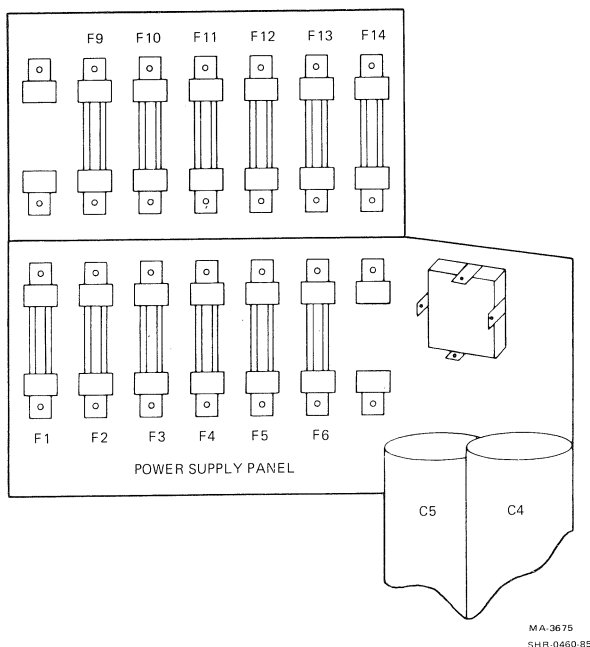 F9 F10 F11 F12 F13 F14
F1 F2 F3 F4 F5 F6
POWER SUPPLY PANEL
C5 C4
MA-3675
SHR-0460-85